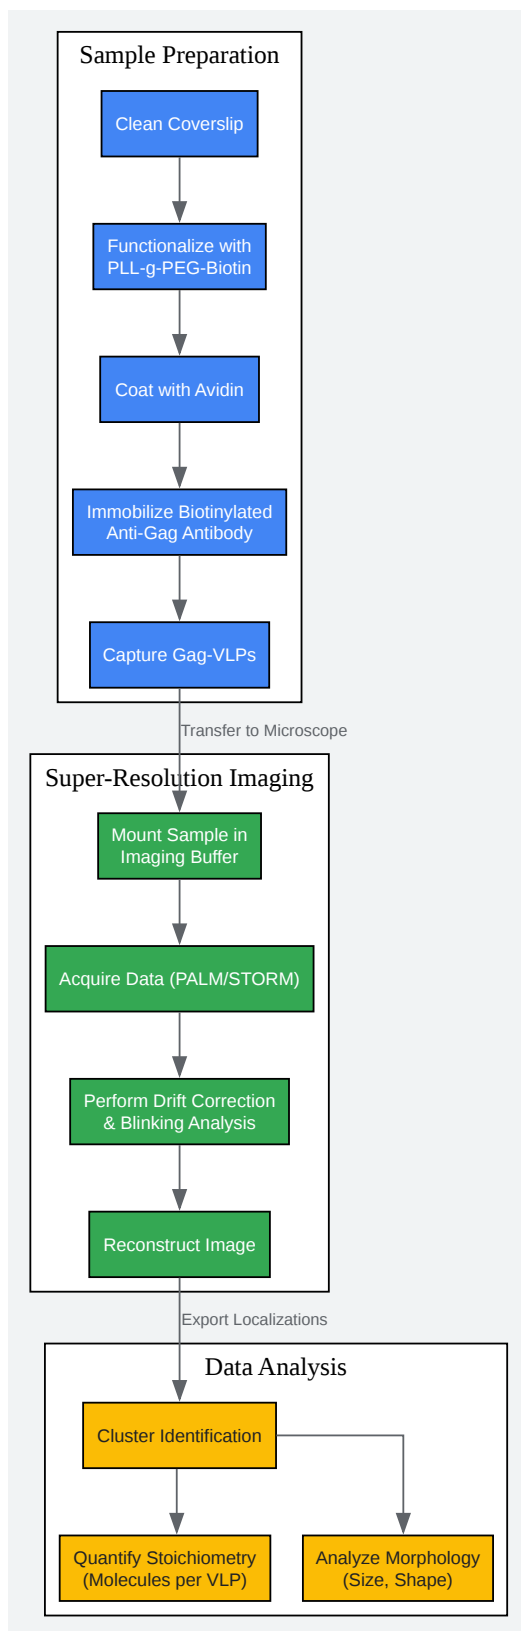 Sample Preparation
Clean Coverslip
Functionalize with
PLL-g-PEG-Biotin
Coat with Avidin
Immobilize Biotinylated
Anti-Gag Antibody
Capture Gag-VLPs
Transfer to Microscope
Super-Resolution Imaging
Mount Sample in
Imaging Buffer
Acquire Data (PALM/STORM)
Perform Drift Correction
& Blinking Analysis
Reconstruct Image
Export Localizations
Data Analysis
Cluster Identification
Quantify Stoichiometry
(Molecules per VLP)
Analyze Morphology
(Size, Shape)